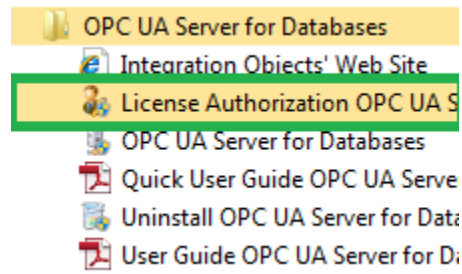 OPC UA Server for Databases
Integration Objects' Web Site
License Authorization OPC UA S
OPC UA Server for Databases
Quick User Guide OPC UA Serve
Uninstall OPC UA Server for Data
User Guide OPC UA Server for Da